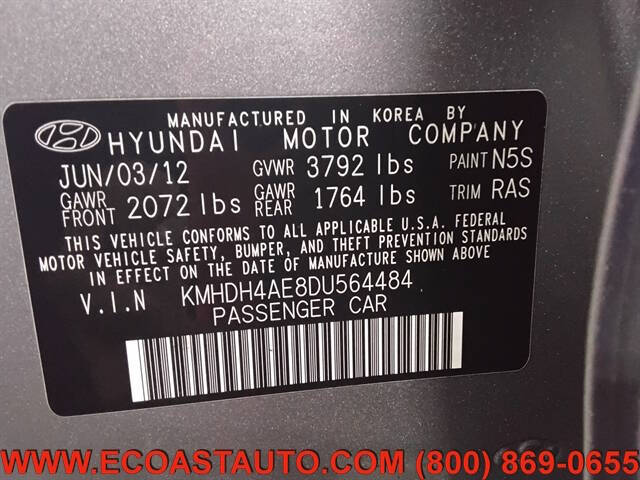 MANUFACTURED IN KOREA BY
HYUNDAI MOTOR COMPANY
JUN/03/12 GVWR 3792 lbs PAINT N5S
GAWR FRONT 2072 lbs GAWR REAR 1764 lbs TRIM RAS
THIS VEHICLE CONFORMS TO ALL APPLICABLE U.S.A. FEDERAL
MOTOR VEHICLE SAFETY, BUMPER, AND THEFT PREVENTION STANDARDS
IN EFFECT ON THE DATE OF MANUFACTURE SHOWN ABOVE
V.I.N KMHDH4AE8DU564484
PASSENGER CAR
WWW.ECOASTAUTO.COM (800) 869-0655